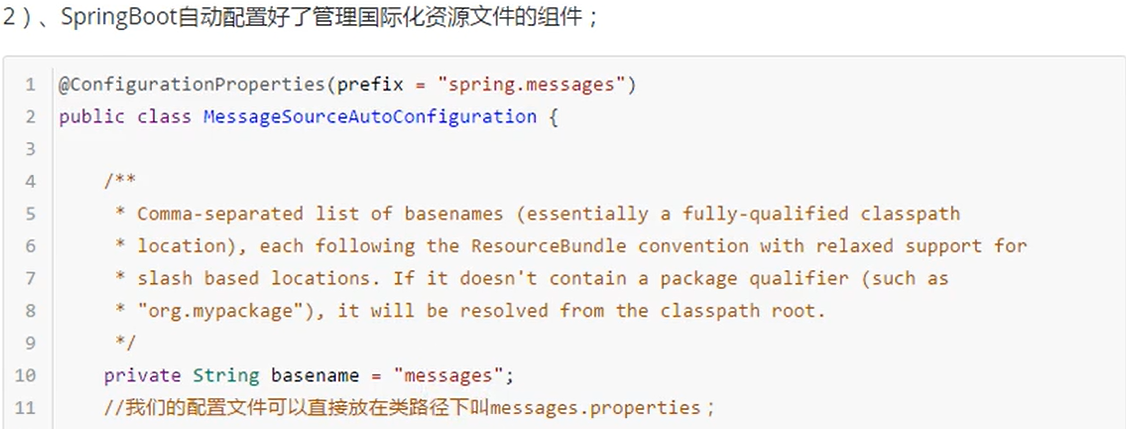 2）、SpringBoot自动配置好了管理国际化资源文件的组件；
1 @ConfigurationProperties(prefix = "spring.messages")
2 public class MessageSourceAutoConfiguration {
3
4 /**
5 * Comma-separated list of basenames (essentially a fully-qualified classpath
6 * location), each following the ResourceBundle convention with relaxed support for
7 * slash based locations. If it doesn't contain a package qualifier (such as
8 * "org.mypackage"), it will be resolved from the classpath root.
9 */
10 private String basename = "messages";
11 //我们的配置文件可以直接放在类路径下叫messages.properties；